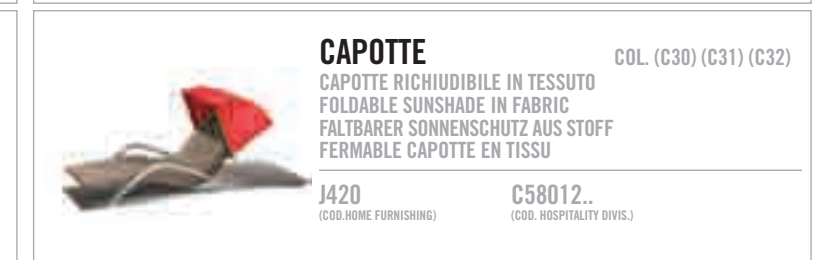 CAPOTTE COL. (C30) (C31) (C32)
CAPOTTE RICHIUDIBILE IN TESSUTO
FOLDABLE SUNSHADE IN FABRIC
FALTBARER SONNENSCHUTZ AUS STOFF
FERMABLE CAPOTTE EN TISSU
J420 C58012..
(COD.HOME FURNISHING) (COD. HOSPITALITY DIVIS.)